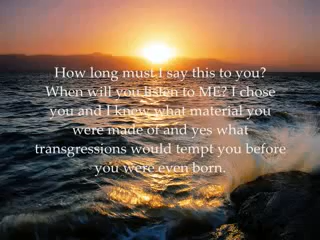 How long must I say this to you?
When will you listen to ME? I chose
you and I knew what material you
were made of and yes what
transgressions would tempt you before
you were even born.